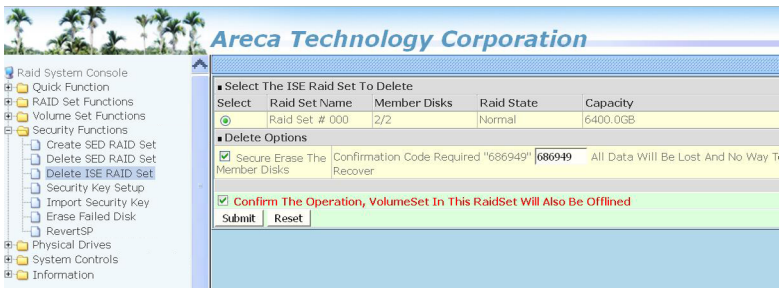 Areca Technology Corporation
Raid System Console
Quick Function
RAID Set Functions
Volume Set Functions
Security Functions
Create SED RAID Set
Delete SED RAID Set
Delete ISE RAID Set
Security Key Setup
Import Security Key
Erase Failed Disk
RevertSP
Physical Drives
System Controls
Information
Select The ISE Raid Set To Delete
Select Raid Set Name Member Disks Raid State Capacity
Raid Set # 000 2/2 Normal 6400.0GB
Delete Options
Secure Erase The Member Disks
Confirmation Code Required "686949" 686949 All Data Will Be Lost And No Way To
Recover
Confirm The Operation, VolumeSet In This RaidSet Will Also Be Offlined
Submit Reset